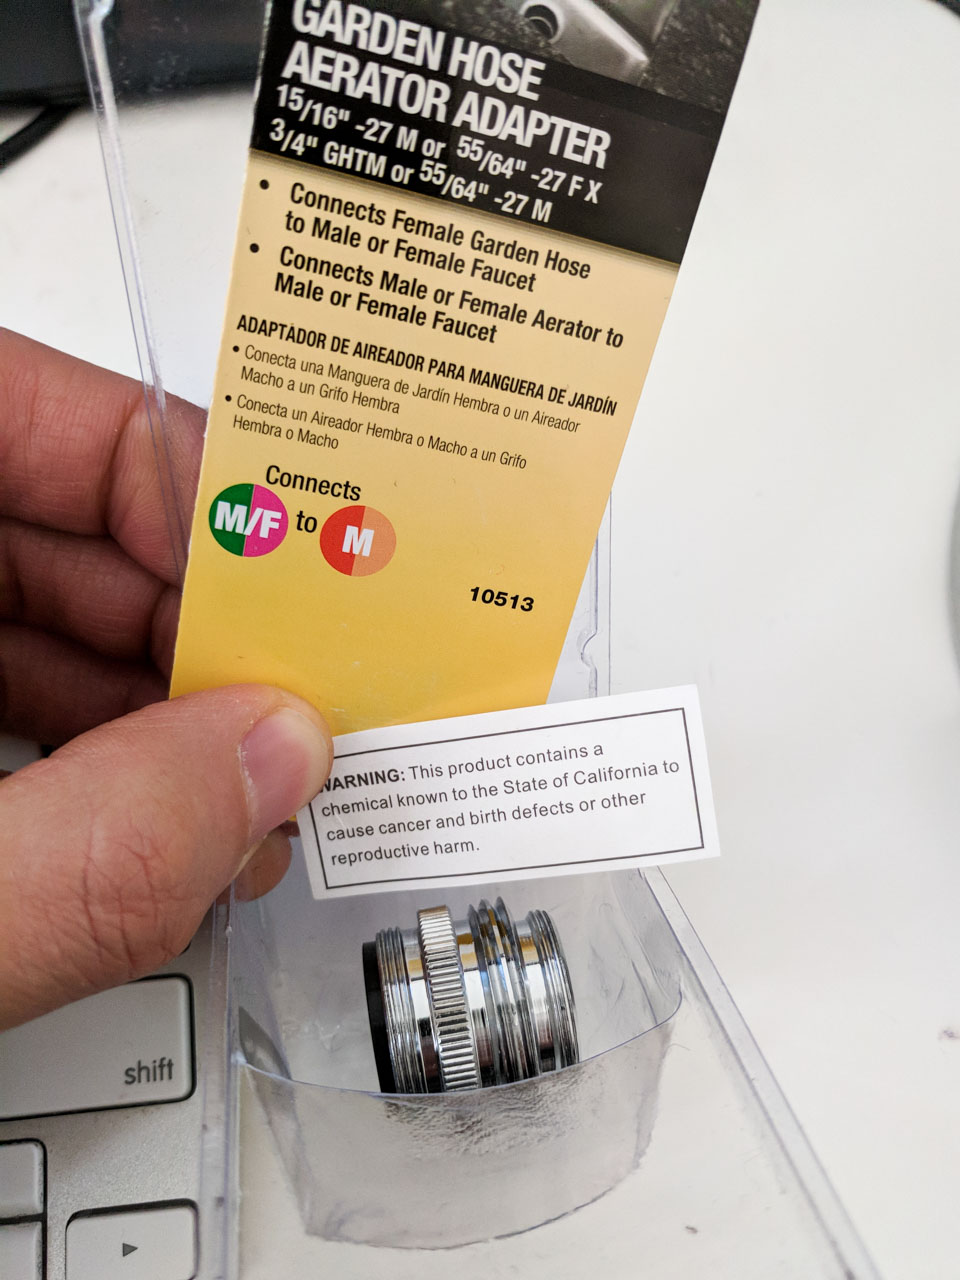 GARDEN HOSE
AERATOR ADAPTER
15/16" -27 M or 55/64" -27 F X
3/4" GHTM or 55/64" -27 M
• Connects Female Garden Hose
to Male or Female Faucet
• Connects Male or Female Aerator to
Male or Female Faucet
ADAPTADOR DE AIREADOR PARA MANGUERA DE JARDÍN
• Conecta una Manguera de Jardín Hembra o un Aireador
Macho a un Grifo Hembra
• Conecta un Aireador Hembra o Macho a un Grifo
Hembra o Macho
Connects
M/F to M
10513
WARNING: This product contains a
chemical known to the State of California to
cause cancer and birth defects or other
reproductive harm.
shift